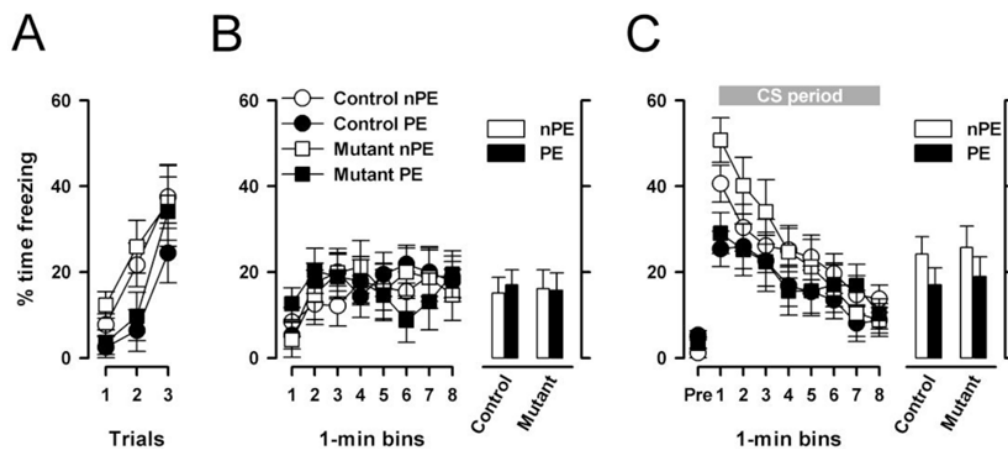 A
B
C
% time freezing
60
40
20
0
1
2
3
Trials
60
40
20
0
Control nPE
Control PE
Mutant nPE
Mutant PE
1 2 3 4 5 6 7 8
1-min bins
nPE
PE
Control
Mutant
60
40
20
0
CS period
Pre 1 2 3 4 5 6 7 8
1-min bins
nPE
PE
Control
Mutant